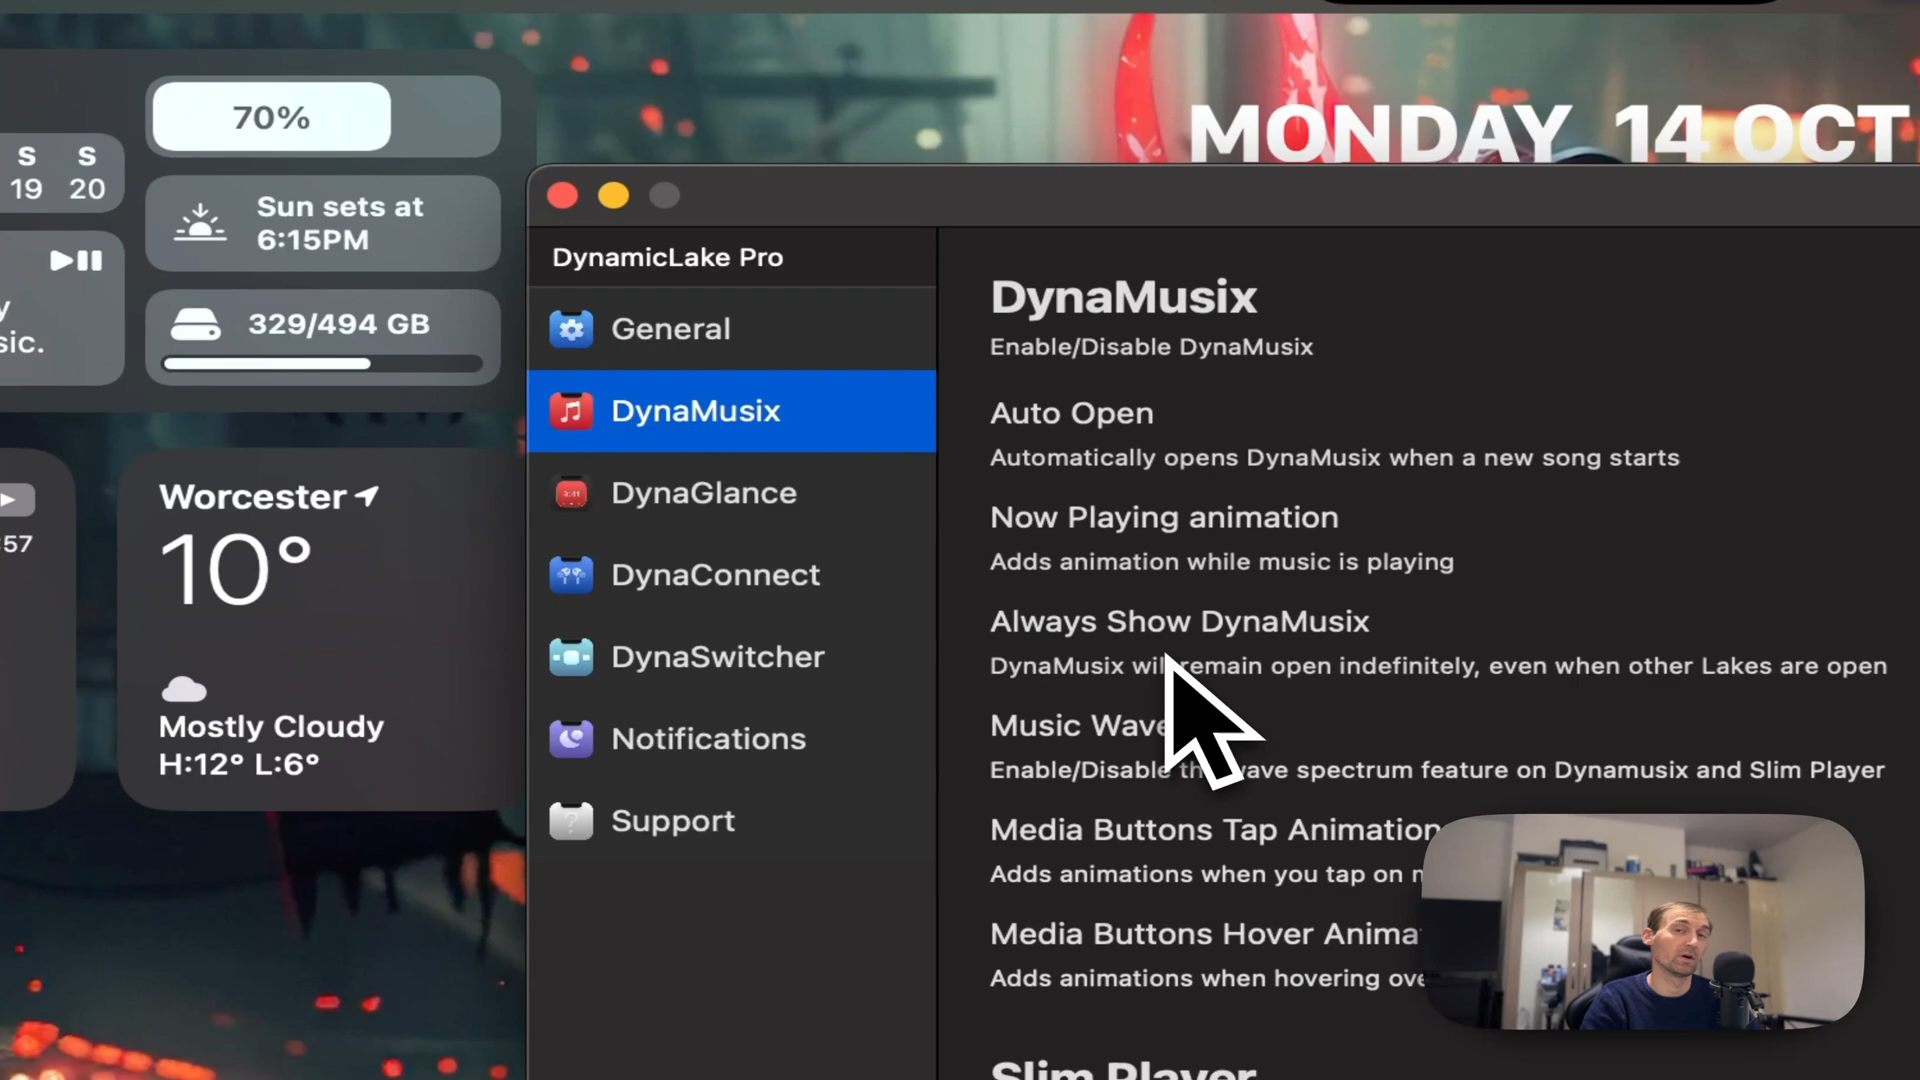 MONDAY 14 OCT
70%
S S
19 20
Sun sets at
6:15PM
329/494 GB
sic.
:57
Worcester
10°
Mostly Cloudy
H:12° L:6°
DynamicLake Pro
General
DynaMusix
DynaGlance
9:41
DynaConnect
DynaSwitcher
Notifications
Support
DynaMusix
Enable/Disable DynaMusix
Auto Open
Automatically opens DynaMusix when a new song starts
Now Playing animation
Adds animation while music is playing
Always Show DynaMusix
DynaMusix will remain open indefinitely, even when other Lakes are open
Music Wave
Enable/Disable the wave spectrum feature on Dynamusix and Slim Player
Media Buttons Tap Animation
Adds animations when you tap on
Media Buttons Hover Anima
Adds animations when hovering ove
Slim Player